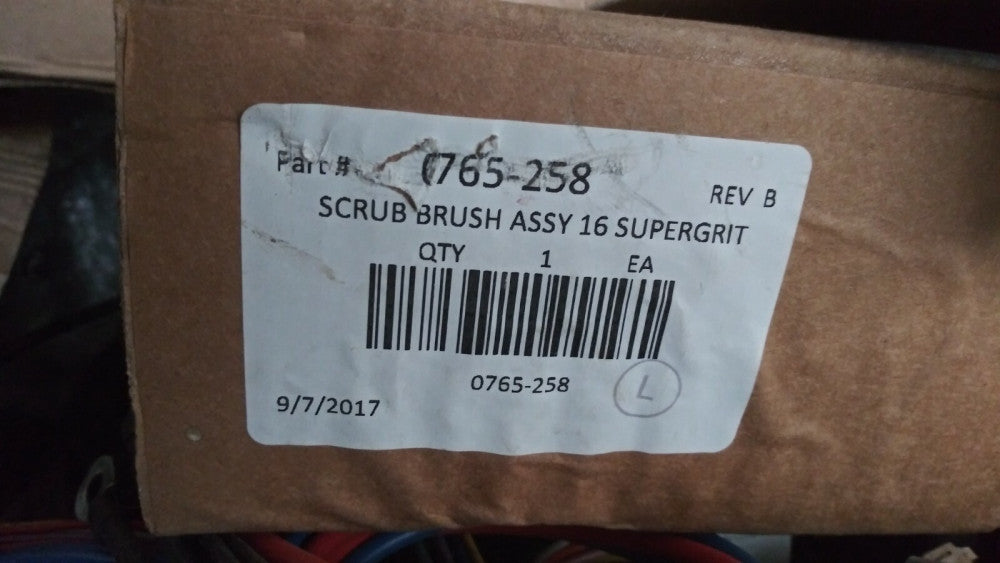 Part # 0765-258
REV B
SCRUB BRUSH ASSY 16 SUPERGRIT
QTY 1 EA
0765-258
L
9/7/2017